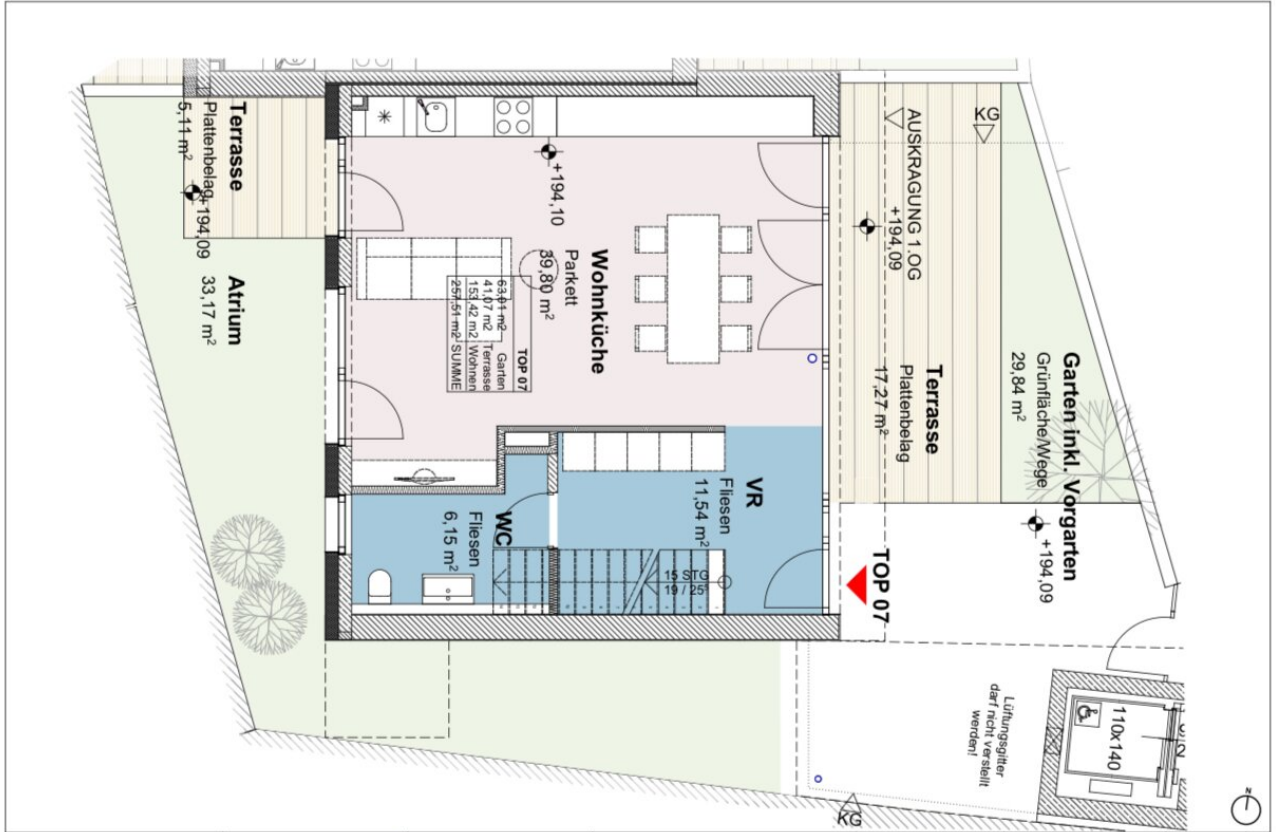 Terrasse
Plattenbelag
5,11 m²
+194,09
Atrium
33,17 m²
+194,10
Wohnküche
Parkett
39,80 m²
TOP 07
63,01 m² Garten
41,07 m² Terrasse
153,42 m² Wohnen
257,51 m² SUMME
KG
AUSKRAGUNG 1.OG
+194,09
Terrasse
Plattenbelag
17,27 m²
Garten inkl. Vorgarten
Grünfläche/Wege
29,84 m²
+194,09
VR
Fliesen
11,54 m²
WC
Fliesen
6,15 m²
15 STG
19 / 25
TOP 07
Lüftungsgitter
darf nicht verstellt
werden!
110x140
KG
N